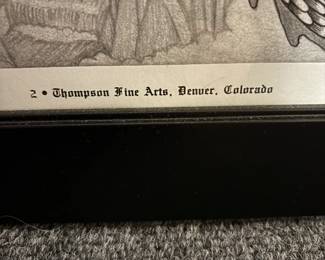 2 • Thompson Fine Arts, Denver, Colorado